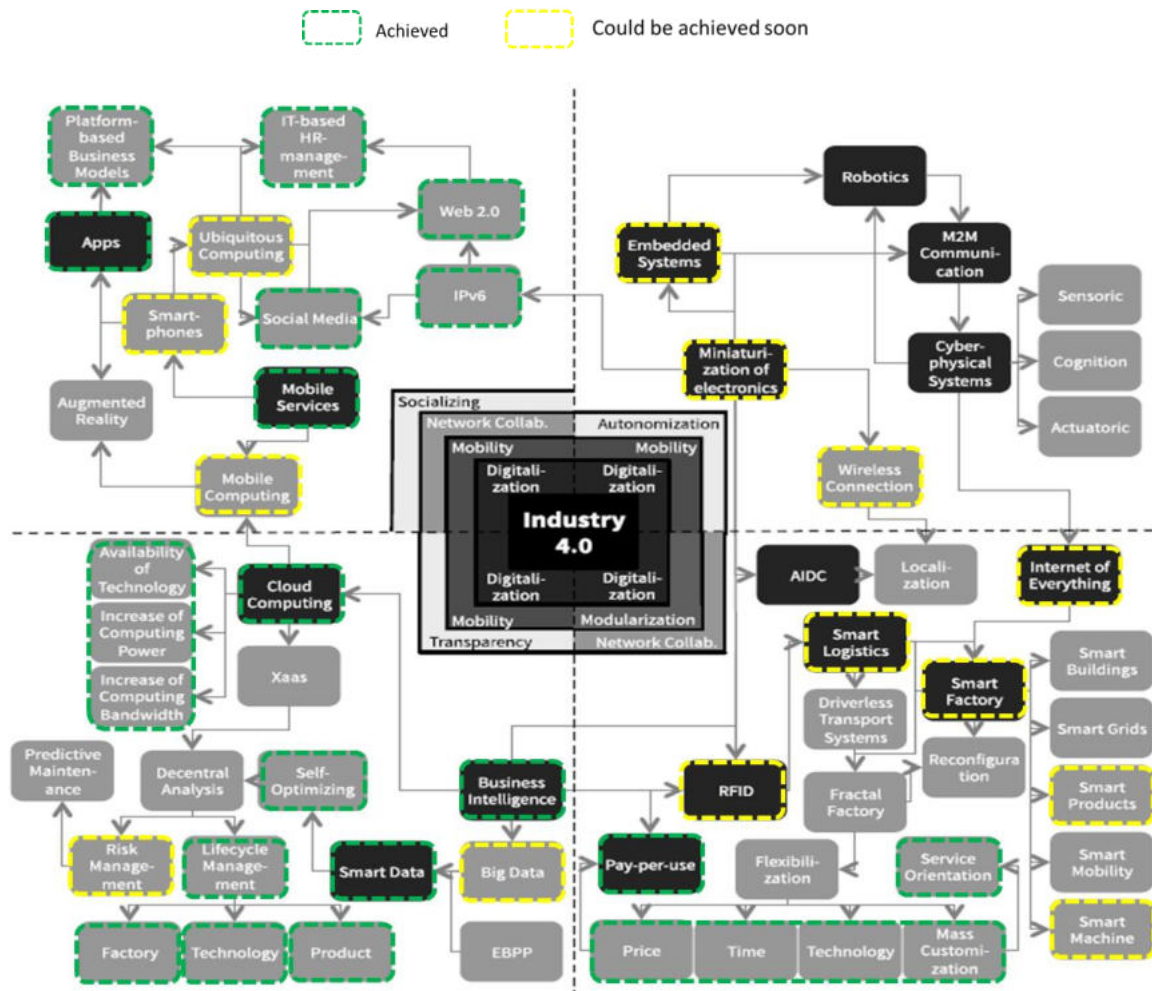 Achieved
Could be achieved soon
Platform-
based
Business
Models
IT-based
HR-
manage-
ment
Apps
Ubiquitous
Computing
Web 2.0
Smart-
phones
Social Media
IPv6
Augmented
Reality
Mobile
Services
Mobile
Computing
Robotics
Embedded
Systems
M2M
Communi-
cation
Sensoric
Miniaturization of
electronics
Cyber-
physical
Systems
Cognition
Actuatoric
Wireless
Connection
Socializing
Network Collab.
Autonomization
Mobility
Mobility
Digitali-
zation
Digitali-
zation
Industry
4.0
Digitali-
zation
Digitali-
zation
Mobility
Modularization
Transparency
Network Collab.
Availability of
Technology
Increase of
Computing
Power
Increase of
Computing
Bandwidth
Cloud
Computing
Xaas
Predictive
Mainten-
ance
Decentral
Analysis
Self-
Optimizing
Business
Intelligence
Risk
Manage-
ment
Lifecycle
Manage-
ment
Smart Data
Big Data
Factory
Technology
Product
EBPP
AIDC
Locali-
zation
Internet of
Everything
Smart
Logistics
Smart
Factory
Smart
Buildings
Driverless
Transport
Systems
Smart Grids
RFID
Fractal
Factory
Reconfigura
tion
Smart
Products
Pay-per-use
Flexibili-
zation
Service
Orientation
Smart
Mobility
Price
Time
Technology
Mass
Customi-
zation
Smart
Machine